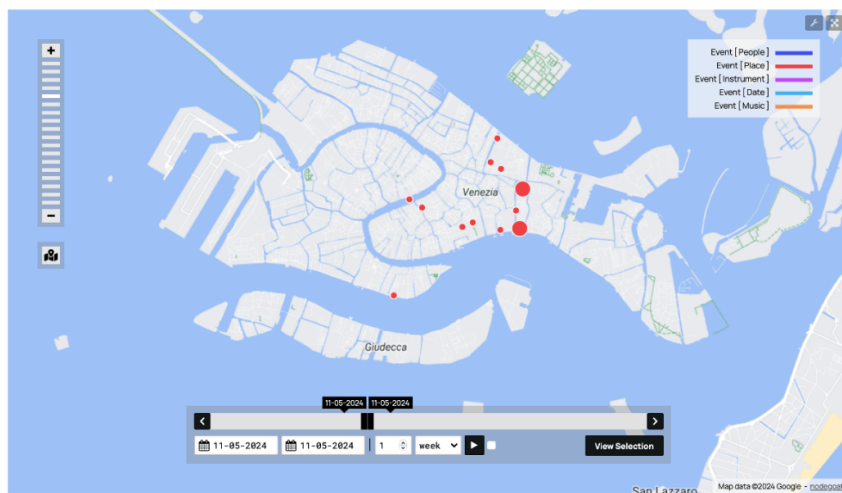 +
Event [ People ]
Event [ Place ]
Event [ Instrument ]
Event [ Date ]
Event [ Music ]
Venezia
−
Giudecca
11-05-2024 11-05-2024
11-05-2024 11-05-2024 1 week View Selection
San Lazzaro
Map data ©2024 Google - nodegoat